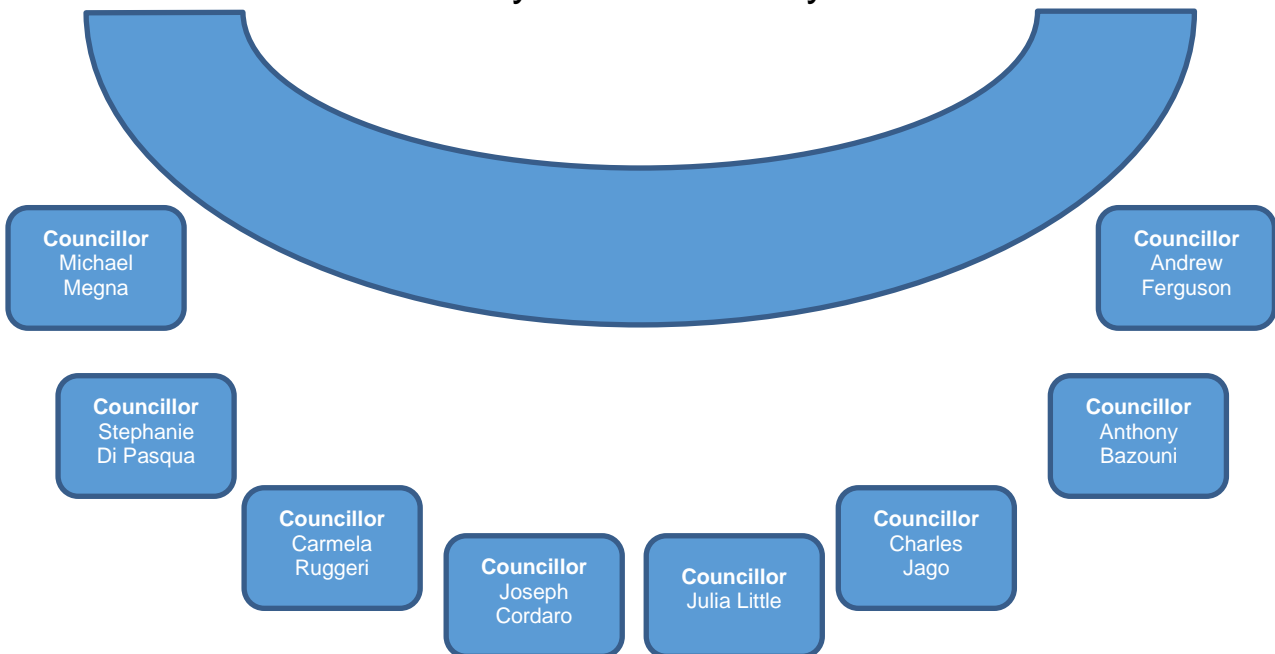 Councillor
Michael
Megna
Councillor
Andrew
Ferguson
Councillor
Stephanie
Di Pasqua
Councillor
Anthony
Bazouni
Councillor
Carmela
Ruggeri
Councillor
Charles
Jago
Councillor
Joseph
Cordaro
Councillor
Julia Little